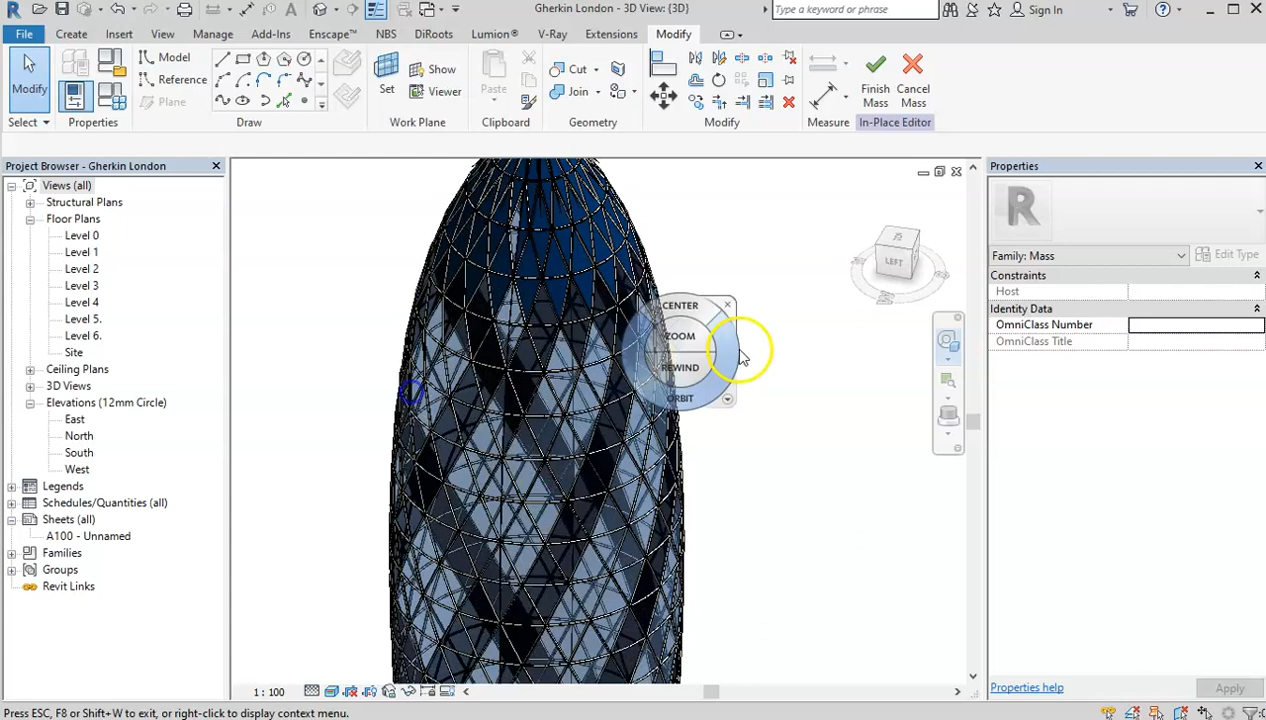 Gherkin London - 3D View: {3D}
Type a keyword or phrase
Sign In
File Create Insert View Manage Add-Ins Enscape™ NBS DiRoots Lumion® V-Ray Extensions Modify
Modify
Select
Properties
Model
Reference
Plane
Draw
Set
Show
Viewer
Work Plane
Paste
Clipboard
Cut
Join
Geometry
Modify
Measure
Finish
Mass
Cancel
Mass
In-Place Editor
Project Browser - Gherkin London
Views (all)
Structural Plans
Floor Plans
Level 0
Level 1
Level 2
Level 3
Level 4
Level 5.
Level 6.
Site
Ceiling Plans
3D Views
Elevations (12mm Circle)
East
North
South
West
Legends
Schedules/Quantities (all)
Sheets (all)
A100 - Unnamed
Families
Groups
Revit Links
CENTER
ZOOM
REWIND
ORBIT
LEFT
Properties
R
Family: Mass
Edit Type
Constraints
Host
Identity Data
OmniClass Number
OmniClass Title
Properties help
Apply
1 : 100
Press ESC, F8 or Shift+W to exit, or right-click to display context menu.
:0